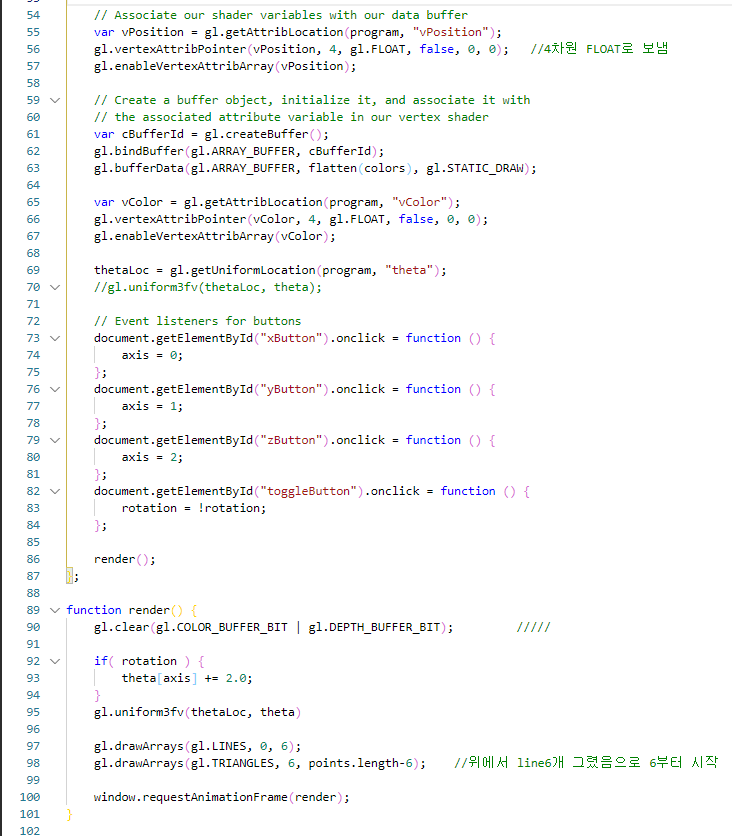 54 // Associate our shader variables with our data buffer
55 var vPosition = gl.getAttribLocation(program, "vPosition");
56 gl.vertexAttribPointer(vPosition, 4, gl.FLOAT, false, 0, 0); //4차원 FLOAT로 보냄
57 gl.enableVertexAttribArray(vPosition);
58
59 // Create a buffer object, initialize it, and associate it with
60 // the associated attribute variable in our vertex shader
61 var cBufferId = gl.createBuffer();
62 gl.bindBuffer(gl.ARRAY_BUFFER, cBufferId);
63 gl.bufferData(gl.ARRAY_BUFFER, flatten(colors), gl.STATIC_DRAW);
64
65 var vColor = gl.getAttribLocation(program, "vColor");
66 gl.vertexAttribPointer(vColor, 4, gl.FLOAT, false, 0, 0);
67 gl.enableVertexAttribArray(vColor);
68
69 thetaLoc = gl.getUniformLocation(program, "theta");
70 //gl.uniform3fv(thetaLoc, theta);
71
72 // Event listeners for buttons
73 document.getElementById("xButton").onclick = function () {
74 axis = 0;
75 };
76 document.getElementById("yButton").onclick = function () {
77 axis = 1;
78 };
79 document.getElementById("zButton").onclick = function () {
80 axis = 2;
81 };
82 document.getElementById("toggleButton").onclick = function () {
83 rotation = !rotation;
84 };
85
86 render();
87 };
88
89 function render() {
90 gl.clear(gl.COLOR_BUFFER_BIT | gl.DEPTH_BUFFER_BIT); /////
91
92 if( rotation ) {
93 theta[axis] += 2.0;
94 }
95 gl.uniform3fv(thetaLoc, theta)
96
97 gl.drawArrays(gl.LINES, 0, 6);
98 gl.drawArrays(gl.TRIANGLES, 6, points.length-6); //위에서 line6개 그렸음으로 6부터 시작
99
100 window.requestAnimationFrame(render);
101 }
102